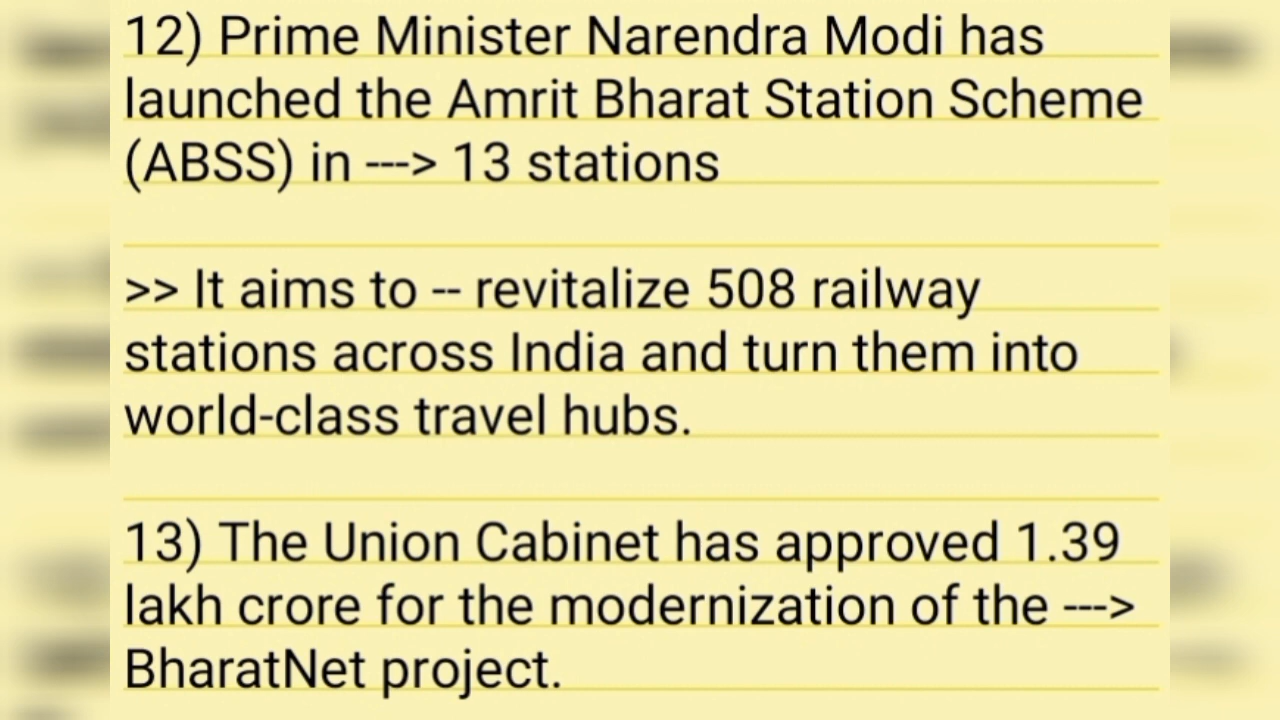 12) Prime Minister Narendra Modi has
launched the Amrit Bharat Station Scheme
(ABSS) in ---> 13 stations
>> It aims to -- revitalize 508 railway
stations across India and turn them into
world-class travel hubs.
13) The Union Cabinet has approved 1.39
lakh crore for the modernization of the --->
BharatNet project.